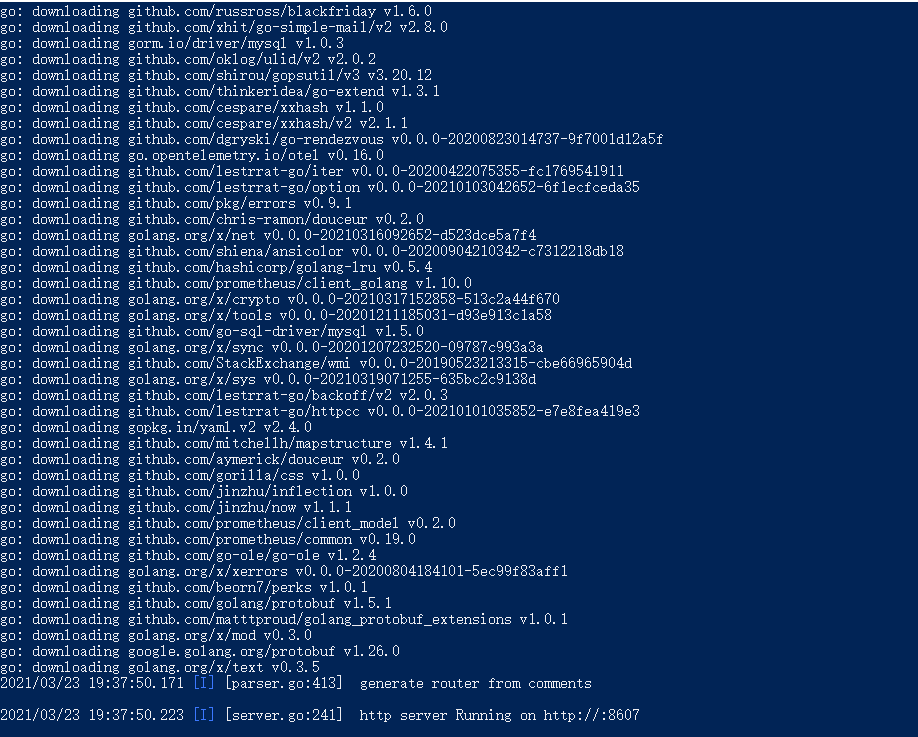 go: downloading github.com/russross/blackfriday v1.6.0
go: downloading github.com/xhit/go-simple-mail/v2 v2.8.0
go: downloading gorm.io/driver/mysql v1.0.3
go: downloading github.com/oklog/ulid/v2 v2.0.2
go: downloading github.com/shirou/gopsutil/v3 v3.20.12
go: downloading github.com/thinkeridea/go-extend v1.3.1
go: downloading github.com/cespare/xxhash v1.1.0
go: downloading github.com/cespare/xxhash/v2 v2.1.1
go: downloading github.com/dgryski/go-rendezvous v0.0.0-20200823014737-9f7001d12a5f
go: downloading go.opentelemetry.io/otel v0.16.0
go: downloading github.com/lestrrat-go/iter v0.0.0-20200422075355-fc1769541911
go: downloading github.com/lestrrat-go/option v0.0.0-20210103042652-6f1ecfceda35
go: downloading github.com/pkg/errors v0.9.1
go: downloading github.com/chris-ramon/douceur v0.2.0
go: downloading golang.org/x/net v0.0.0-20210316092652-d523dce5a7f4
go: downloading github.com/shiena/ansicolor v0.0.0-20200904210342-c7312218db18
go: downloading github.com/hashicorp/golang-lru v0.5.4
go: downloading github.com/prometheus/client_golang v1.10.0
go: downloading golang.org/x/crypto v0.0.0-20210317152858-513c2a44f670
go: downloading golang.org/x/tools v0.0.0-20201211185031-d93e913c1a58
go: downloading github.com/go-sql-driver/mysql v1.5.0
go: downloading golang.org/x/sync v0.0.0-20201207232520-09787c993a3a
go: downloading github.com/StackExchange/wmi v0.0.0-20190523213315-cbe66965904d
go: downloading golang.org/x/sys v0.0.0-20210319071255-635bc2c9138d
go: downloading github.com/lestrrat-go/backoff/v2 v2.0.3
go: downloading github.com/lestrrat-go/httpcc v0.0.0-20210101035852-e7e8fea419e3
go: downloading gopkg.in/yaml.v2 v2.4.0
go: downloading github.com/mitchellh/mapstructure v1.4.1
go: downloading github.com/aymerick/douceur v0.2.0
go: downloading github.com/gorilla/css v1.0.0
go: downloading github.com/jinzhu/inflection v1.0.0
go: downloading github.com/jinzhu/now v1.1.1
go: downloading github.com/prometheus/client_model v0.2.0
go: downloading github.com/prometheus/common v0.19.0
go: downloading github.com/go-ole/go-ole v1.2.4
go: downloading golang.org/x/xerrors v0.0.0-20200804184101-5ec99f83aff1
go: downloading github.com/beorn7/perks v1.0.1
go: downloading github.com/golang/protobuf v1.5.1
go: downloading github.com/matttproud/golang_protobuf_extensions v1.0.1
go: downloading golang.org/x/mod v0.3.0
go: downloading google.golang.org/protobuf v1.26.0
go: downloading golang.org/x/text v0.3.5
2021/03/23 19:37:50.171 [I] [parser.go:413]  generate router from comments
2021/03/23 19:37:50.223 [I] [server.go:241]  http server Running on http://:8607